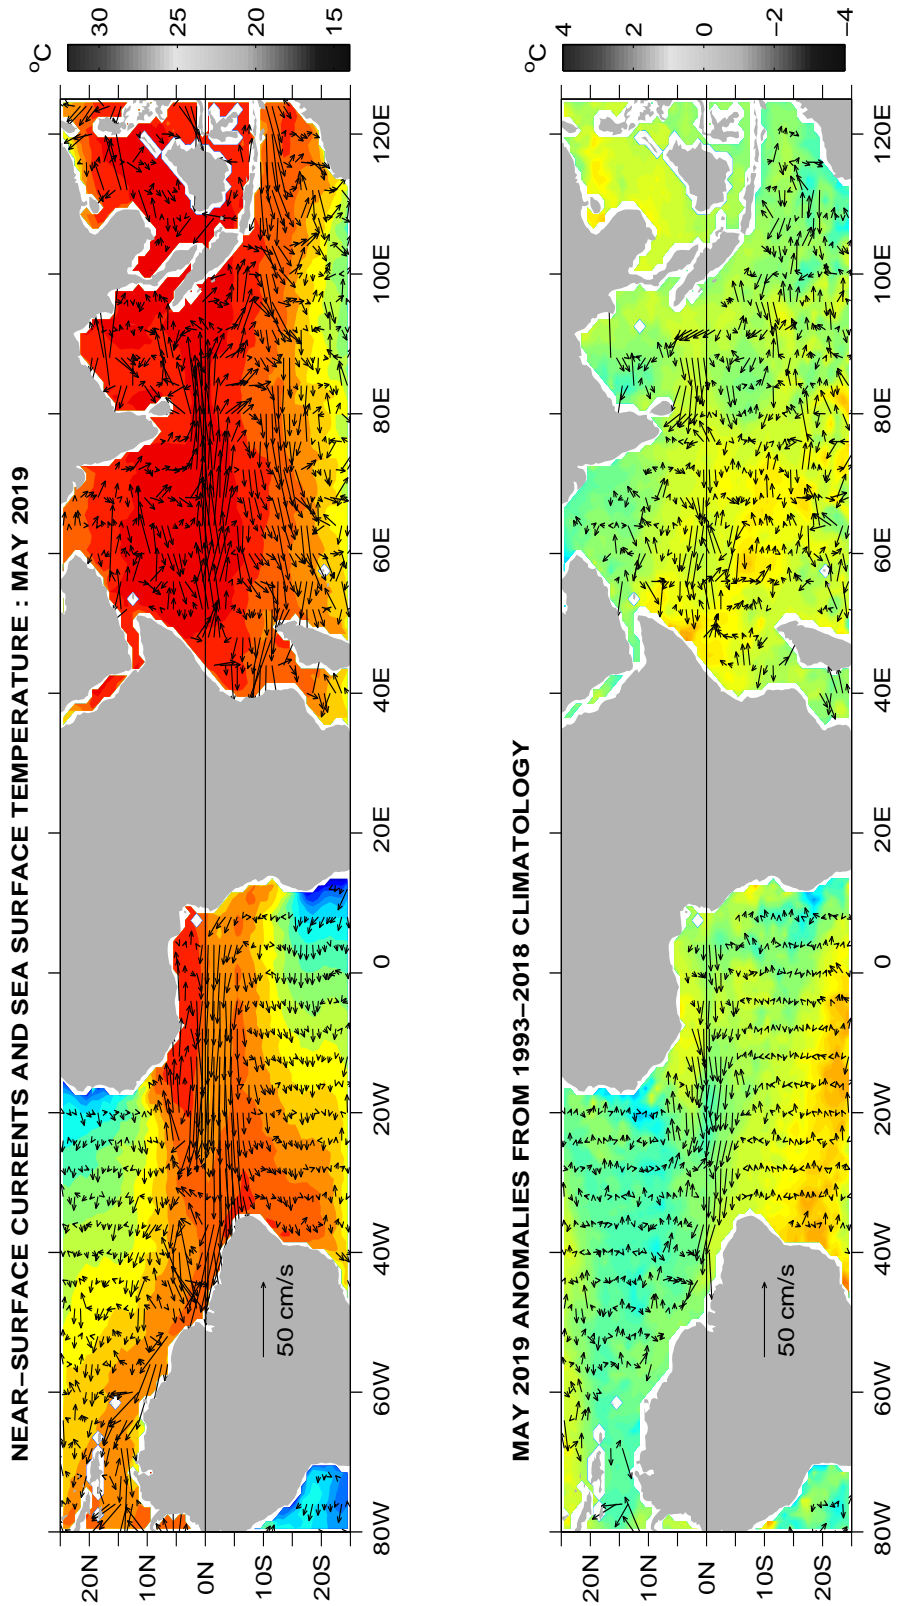 NEAR–SURFACE CURRENTS AND SEA SURFACE TEMPERATURE : MAY 2019
20N
10N
0N
10S
20S
80W 60W 40W 20W 0 20E 40E 60E 80E 100E 120E
50 cm/s
°C
30
25
20
15
MAY 2019 ANOMALIES FROM 1993–2018 CLIMATOLOGY
20N
10N
0N
10S
20S
80W 60W 40W 20W 0 20E 40E 60E 80E 100E 120E
50 cm/s
°C
4
2
0
−2
−4